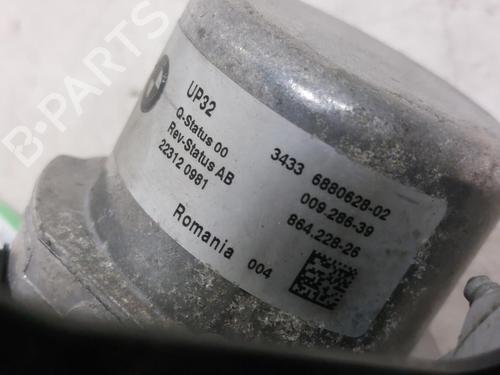 UP32
Q-Status 00
Rev-Status AB
22312 0981
Romania
3433 6880628-02
009.286-39
864.228-26
004
B-PARTS